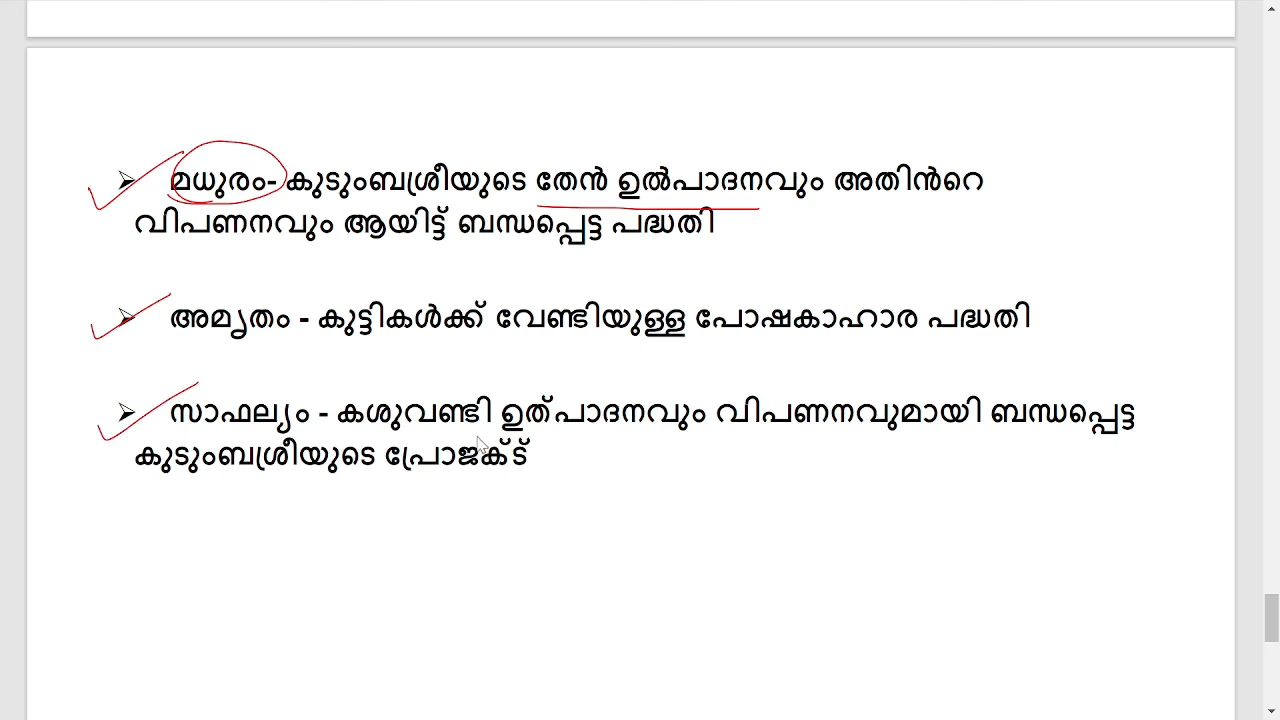 മധുരം- കുടുംബശ്രീയുടെ തേൻ ഉൽപാദനവും അതിൻറെ
വിപണനവും ആയിട്ട് ബന്ധപ്പെട്ട പദ്ധതി
അമൃതം - കുട്ടികൾക്ക് വേണ്ടിയുള്ള പോഷകാഹാര പദ്ധതി
സാഫല്യം - കശുവണ്ടി ഉത്പാദനവും വിപണനവുമായി ബന്ധപ്പെട്ട
കുടുംബശ്രീയുടെ പ്രോജക്ട്